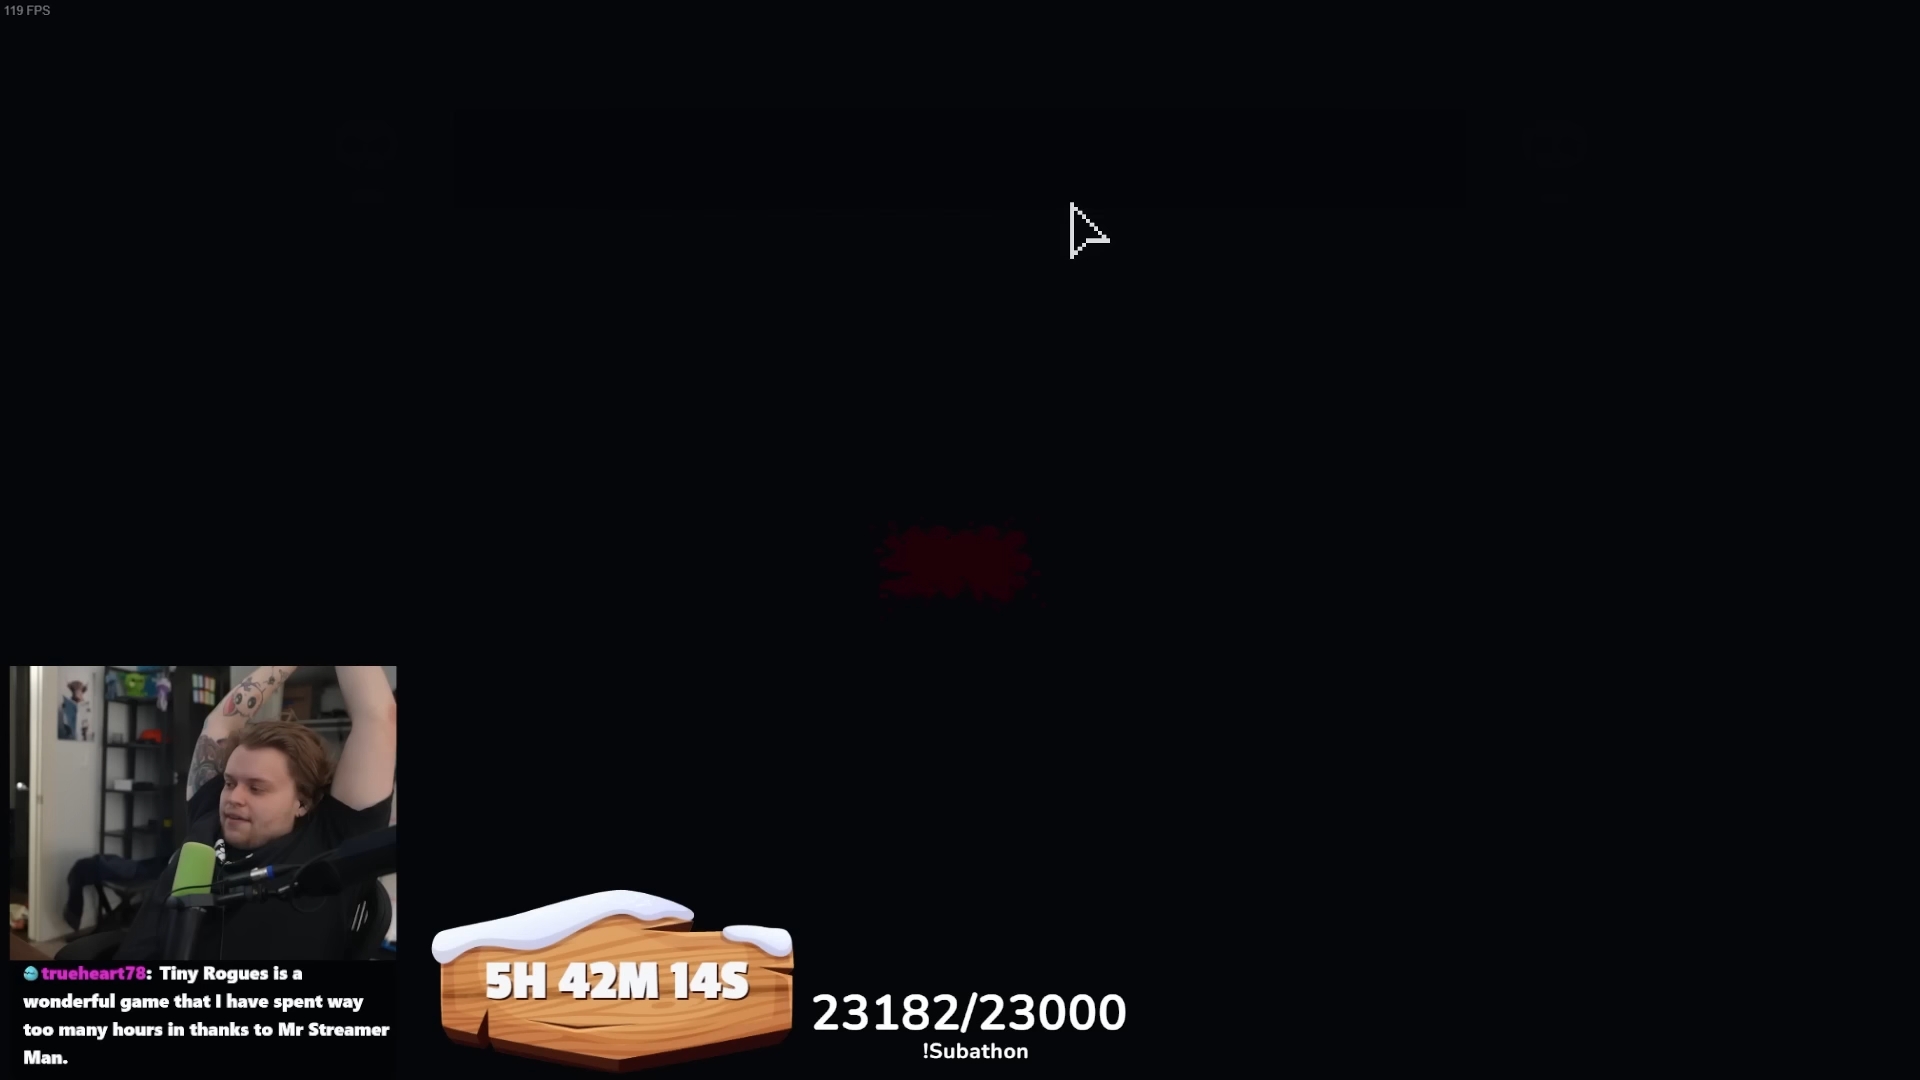 119 FPS
trueheart78: Tiny Rogues is a
wonderful game that I have spent way
too many hours in thanks to Mr Streamer
Man.
5H 42M 14S
23182/23000
!Subathon